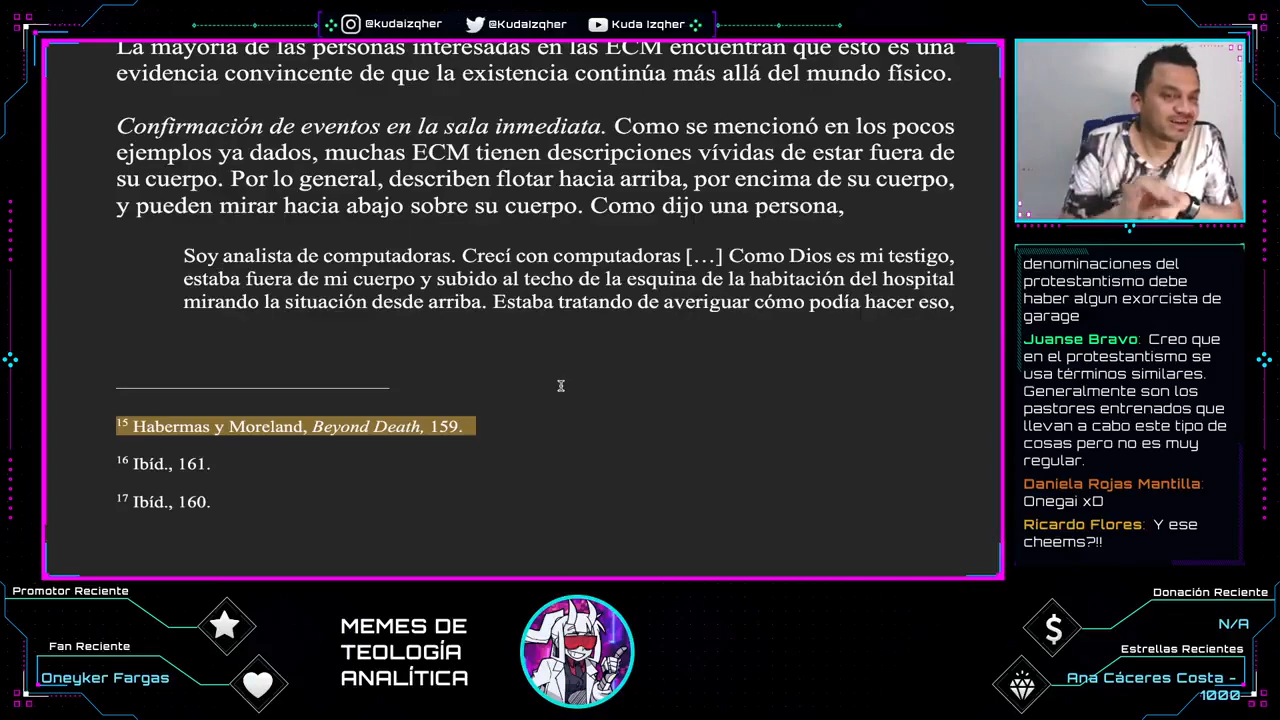 @kudaizqher @KudaIzqher Kuda Izqher
La mayoría de las personas interesadas en las ECM encuentran que esto es una
evidencia convincente de que la existencia continúa más allá del mundo físico.
Confirmación de eventos en la sala inmediata. Como se mencionó en los pocos
ejemplos ya dados, muchas ECM tienen descripciones vívidas de estar fuera de
su cuerpo. Por lo general, describen flotar hacia arriba, por encima de su cuerpo,
y pueden mirar hacia abajo sobre su cuerpo. Como dijo una persona,
Soy analista de computadoras. Crecí con computadoras […] Como Dios es mi testigo,
estaba fuera de mi cuerpo y subido al techo de la esquina de la habitación del hospital
mirando la situación desde arriba. Estaba tratando de averiguar cómo podía hacer eso,
15 Habermas y Moreland, Beyond Death, 159.
16 Ibíd., 161.
17 Ibíd., 160.
denominaciones del
protestantismo debe
haber algun exorcista de
garage
Juanse Bravo: Creo que
en el protestantismo se
usa términos similares.
Generalmente son los
pastores entrenados que
llevan a cabo este tipo de
cosas pero no es muy
regular.
Daniela Rojas Mantilla:
Onegai xD
Ricardo Flores: Y ese
cheems?!!
Promotor Reciente
Fan Reciente
Oneyker Fargas
MEMES DE
TEOLOGÍA
ANALÍTICA
Donación Reciente
N/A
Estrellas Recientes
Ana Cáceres Costa -
1000